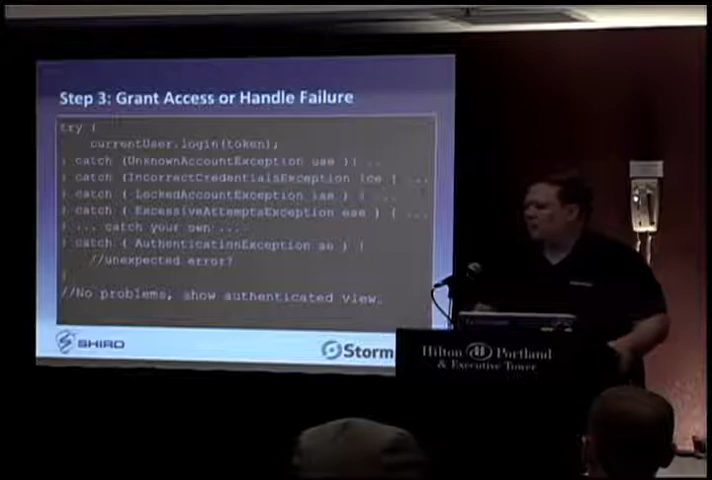 Step 3: Grant Access or Handle Failure
try {
currentUser.login(token);
} catch (UnknownAccountException uae ){ ...
} catch (IncorrectCredentialsException ice { ...
} catch ( LockedAccountException lae ) { ...
} catch ( ExcessiveAttemptsException eae ) { ...
} ... catch your own ...
} catch ( AuthenticationException ae ) {
//unexpected error?
}
//No problems, show authenticated view…
SHIRO
Storm
Hilton Portland
& Executive Tower